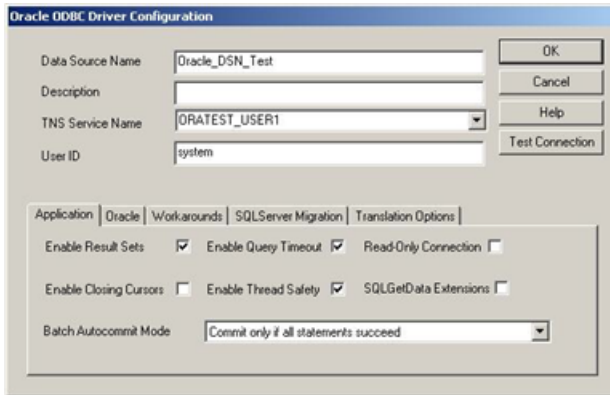 Oracle ODBC Driver Configuration
Data Source Name Oracle_DSN_Test OK
Description Cancel
TNS Service Name ORATEST_USER1 Help
User ID system Test Connection
Application Oracle Workarounds SQLServer Migration Translation Options
Enable Result Sets Enable Query Timeout Read-Only Connection
Enable Closing Cursors Enable Thread Safety SQLGetData Extensions
Batch Autocommit Mode Commit only if all statements succeed